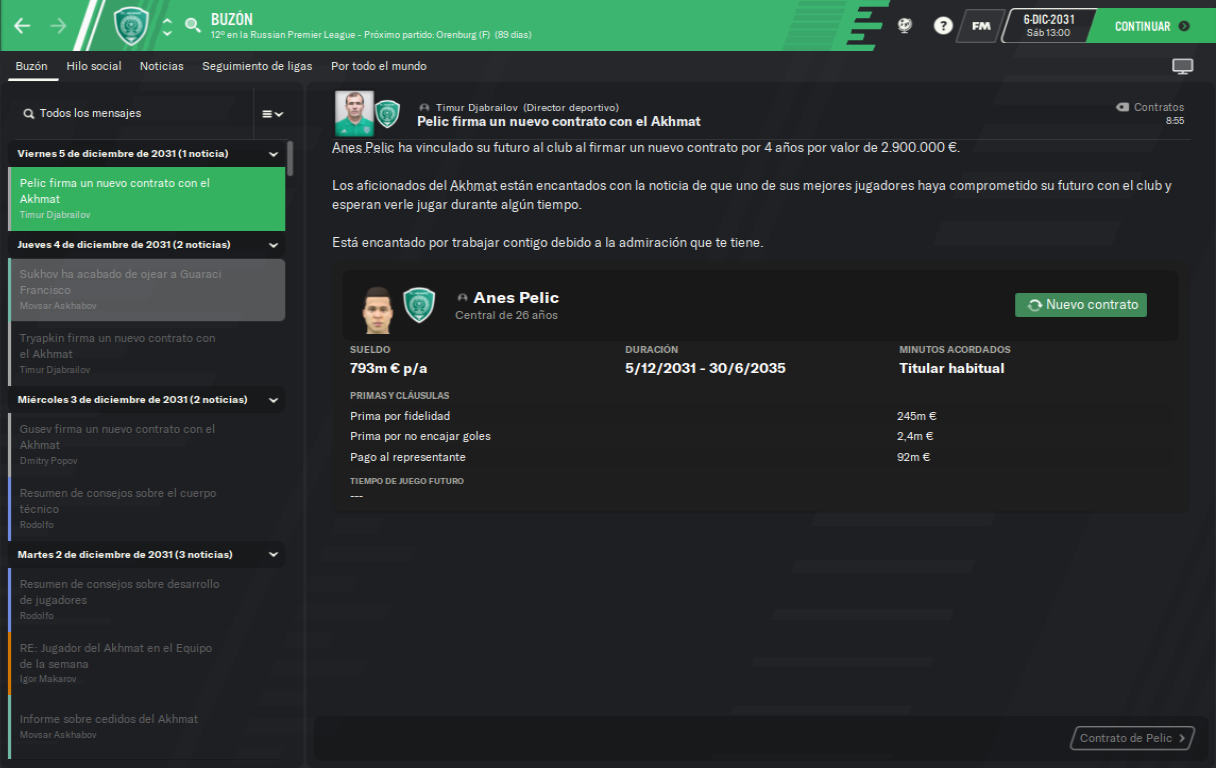 BUZÓN
12º en la Russian Premier League - Próximo partido: Orenburg (F) (89 días)
?
FM
6-DIC-2031
Sáb 13:00
CONTINUAR
Buzón Hilo social Noticias Seguimiento de ligas Por todo el mundo
Todos los mensajes
Viernes 5 de diciembre de 2031 (1 noticia)
Pelic firma un nuevo contrato con el
Akhmat
Timur Djabrailov
Jueves 4 de diciembre de 2031 (2 noticias)
Sukhov ha acabado de ojear a Guaraci
Francisco
Movsar Askhabov
Tryapkin firma un nuevo contrato con
el Akhmat
Timur Djabrailov
Miércoles 3 de diciembre de 2031 (2 noticias)
Gusev firma un nuevo contrato con el
Akhmat
Dmitry Popov
Resumen de consejos sobre el cuerpo
técnico
Rodolfo
Martes 2 de diciembre de 2031 (3 noticias)
Resumen de consejos sobre desarrollo
de jugadores
Rodolfo
RE: Jugador del Akhmat en el Equipo
de la semana
Igor Makarov
Informe sobre cedidos del Akhmat
Movsar Askhabov
Timur Djabrailov (Director deportivo)
Pelic firma un nuevo contrato con el Akhmat
Contratos
8:55
Anes Pelic ha vinculado su futuro al club al firmar un nuevo contrato por 4 años por valor de 2.900.000 €.
Los aficionados del Akhmat están encantados con la noticia de que uno de sus mejores jugadores haya comprometido su futuro con el club y
esperan verle jugar durante algún tiempo.
Está encantado por trabajar contigo debido a la admiración que te tiene.
Anes Pelic
Central de 26 años
Nuevo contrato
SUELDO DURACIÓN MINUTOS ACORDADOS
793m € p/a 5/12/2031 - 30/6/2035 Titular habitual
PRIMAS Y CLÁUSULAS
Prima por fidelidad 245m €
Prima por no encajar goles 2,4m €
Pago al representante 92m €
TIEMPO DE JUEGO FUTURO
---
Contrato de Pelic